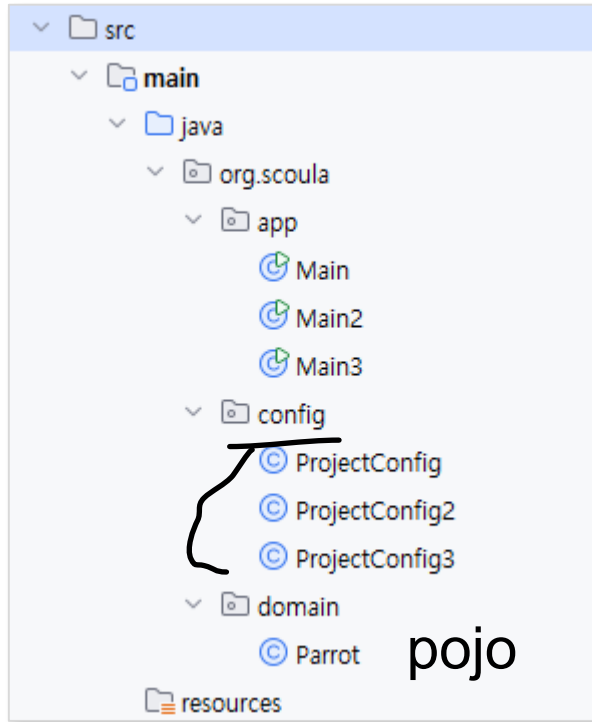 src
main
java
org.scoula
app
Main
Main2
Main3
config
ProjectConfig
ProjectConfig2
ProjectConfig3
domain
Parrot pojo
resources